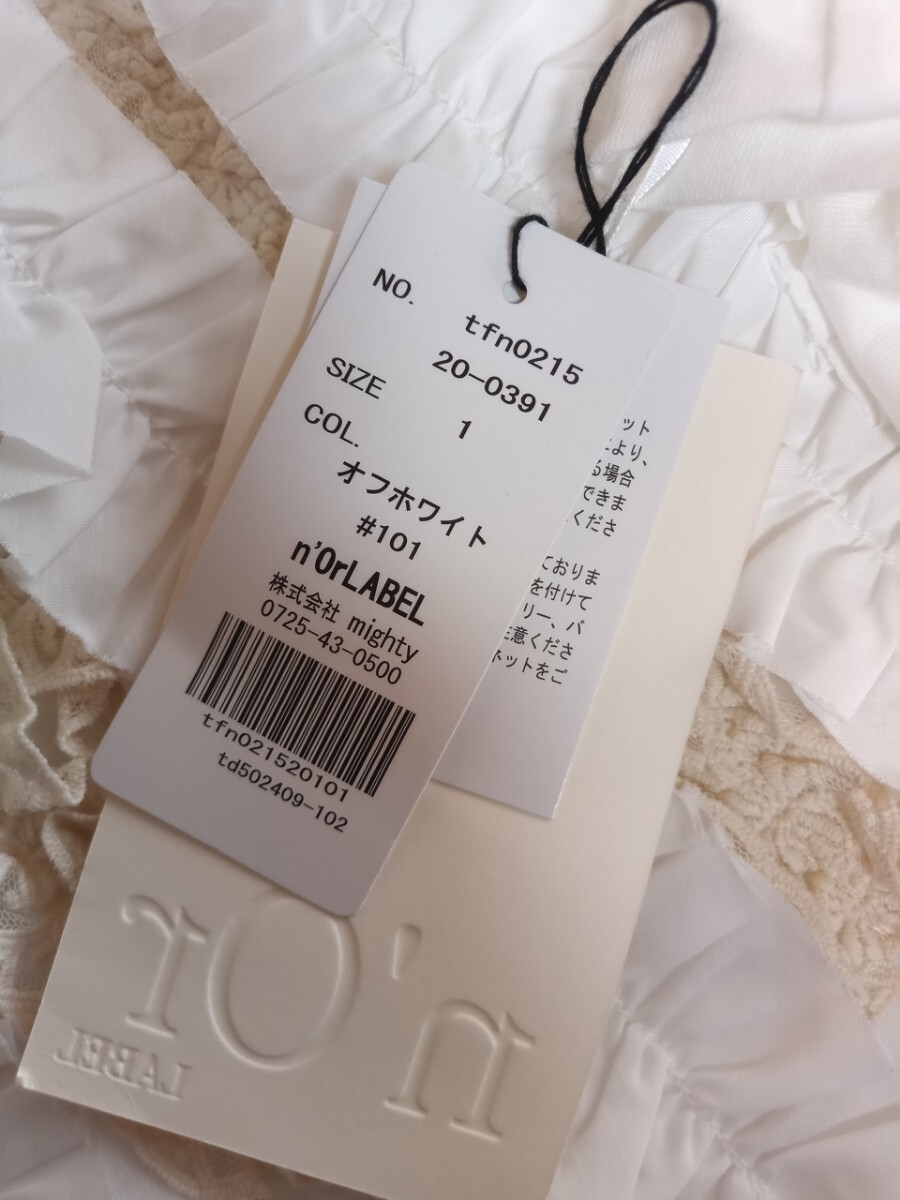 NO.
tfn0215
20-0391
SIZE
1
COL.
オフホワイト
#101
n'OrLABEL
株式会社 mighty
0725-43-0500
tfn021520101
td502409-102
ット
より、
る場合
できま
くださ
ておりま
を付けて
リー、バ
注意くださ
ネットをご
n'Or
LABEL